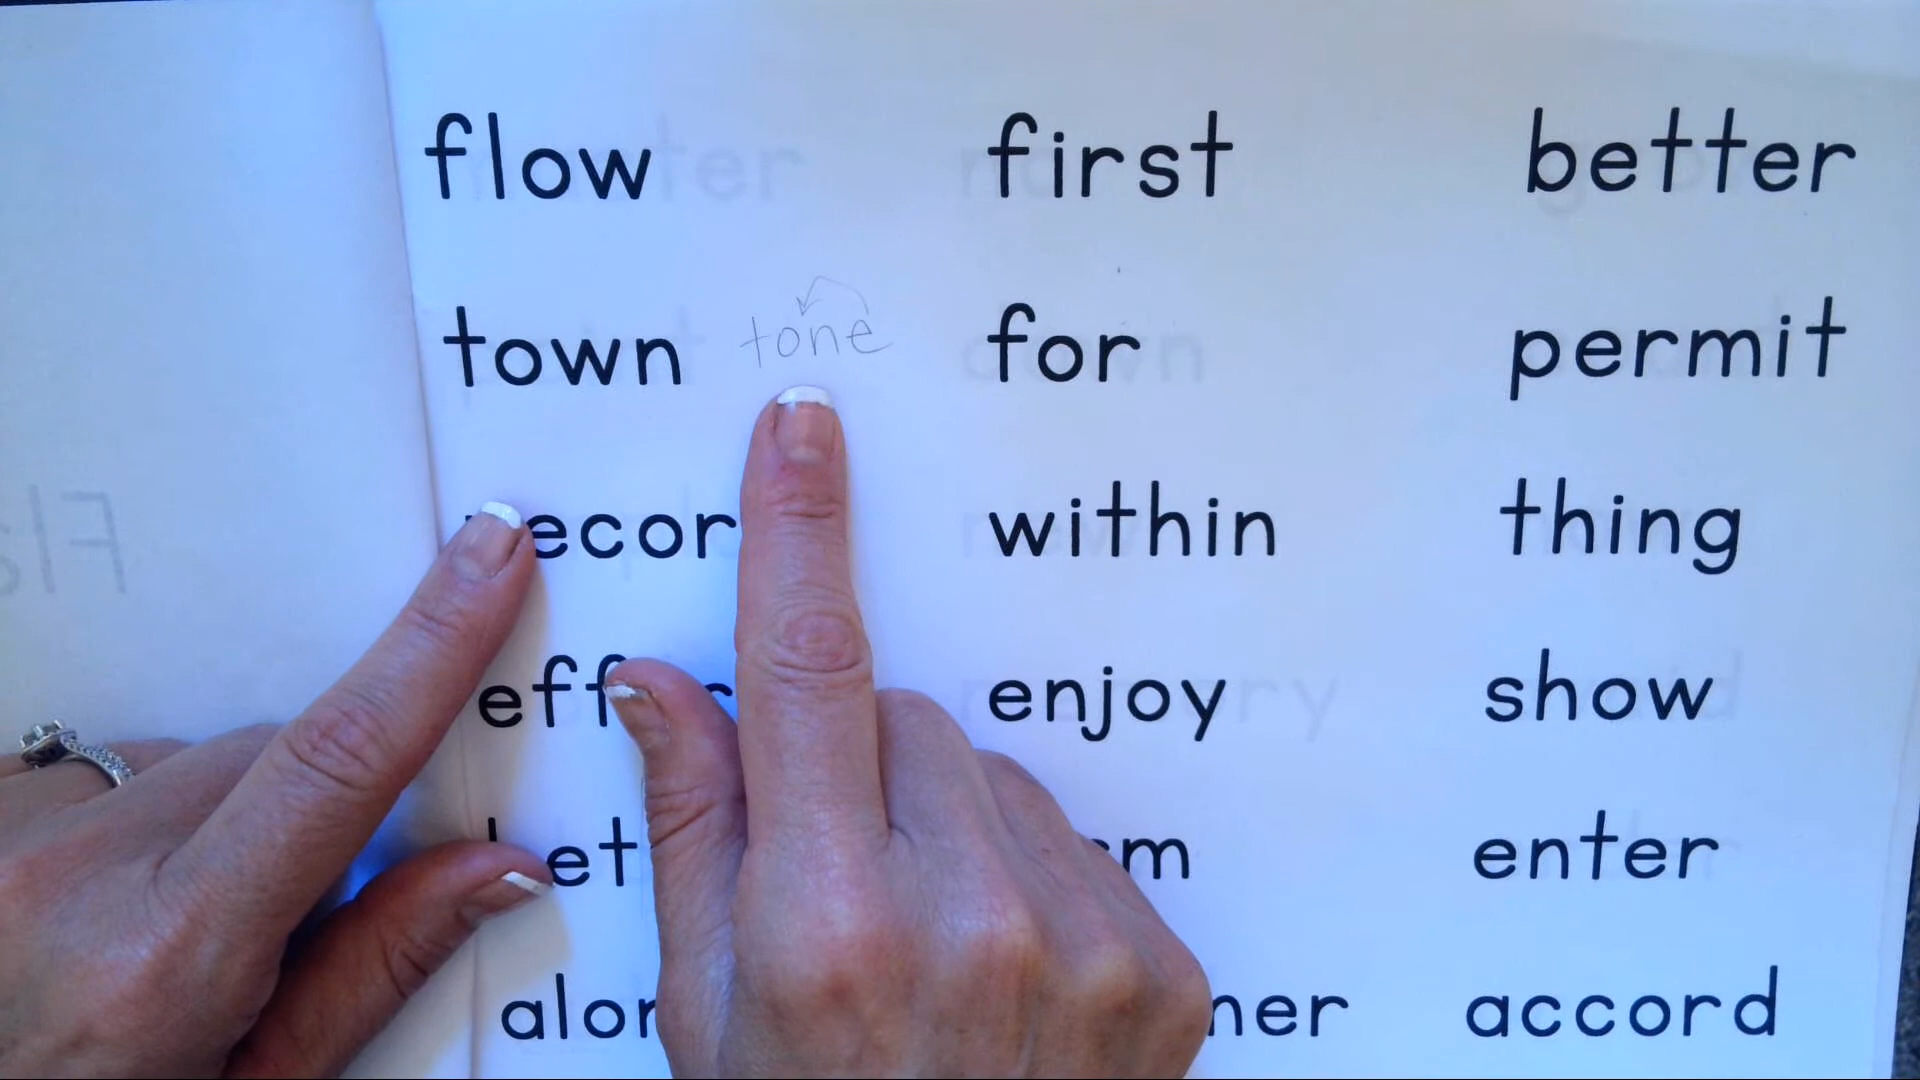 flow first better
town tone for permit
within thing
enjoy show
enter
accord